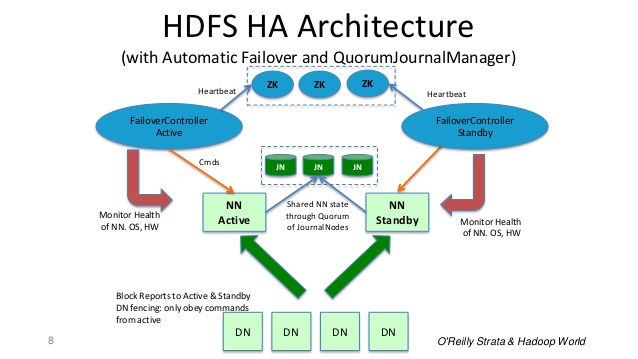 HDFS HA Architecture
(with Automatic Failover and QuorumJournalManager)
Heartbeat
ZK
ZK
ZK
Heartbeat
FailoverController
Active
FailoverController
Standby
Cmds
JN
JN
JN
NN
Active
Shared NN state
through Quorum
of JournalNodes
NN
Standby
Monitor Health
of NN. OS, HW
Monitor Health
of NN. OS, HW
Block Reports to Active & Standby
DN fencing: only obey commands
from active
DN
DN
DN
DN
8
O'Reilly Strata & Hadoop World